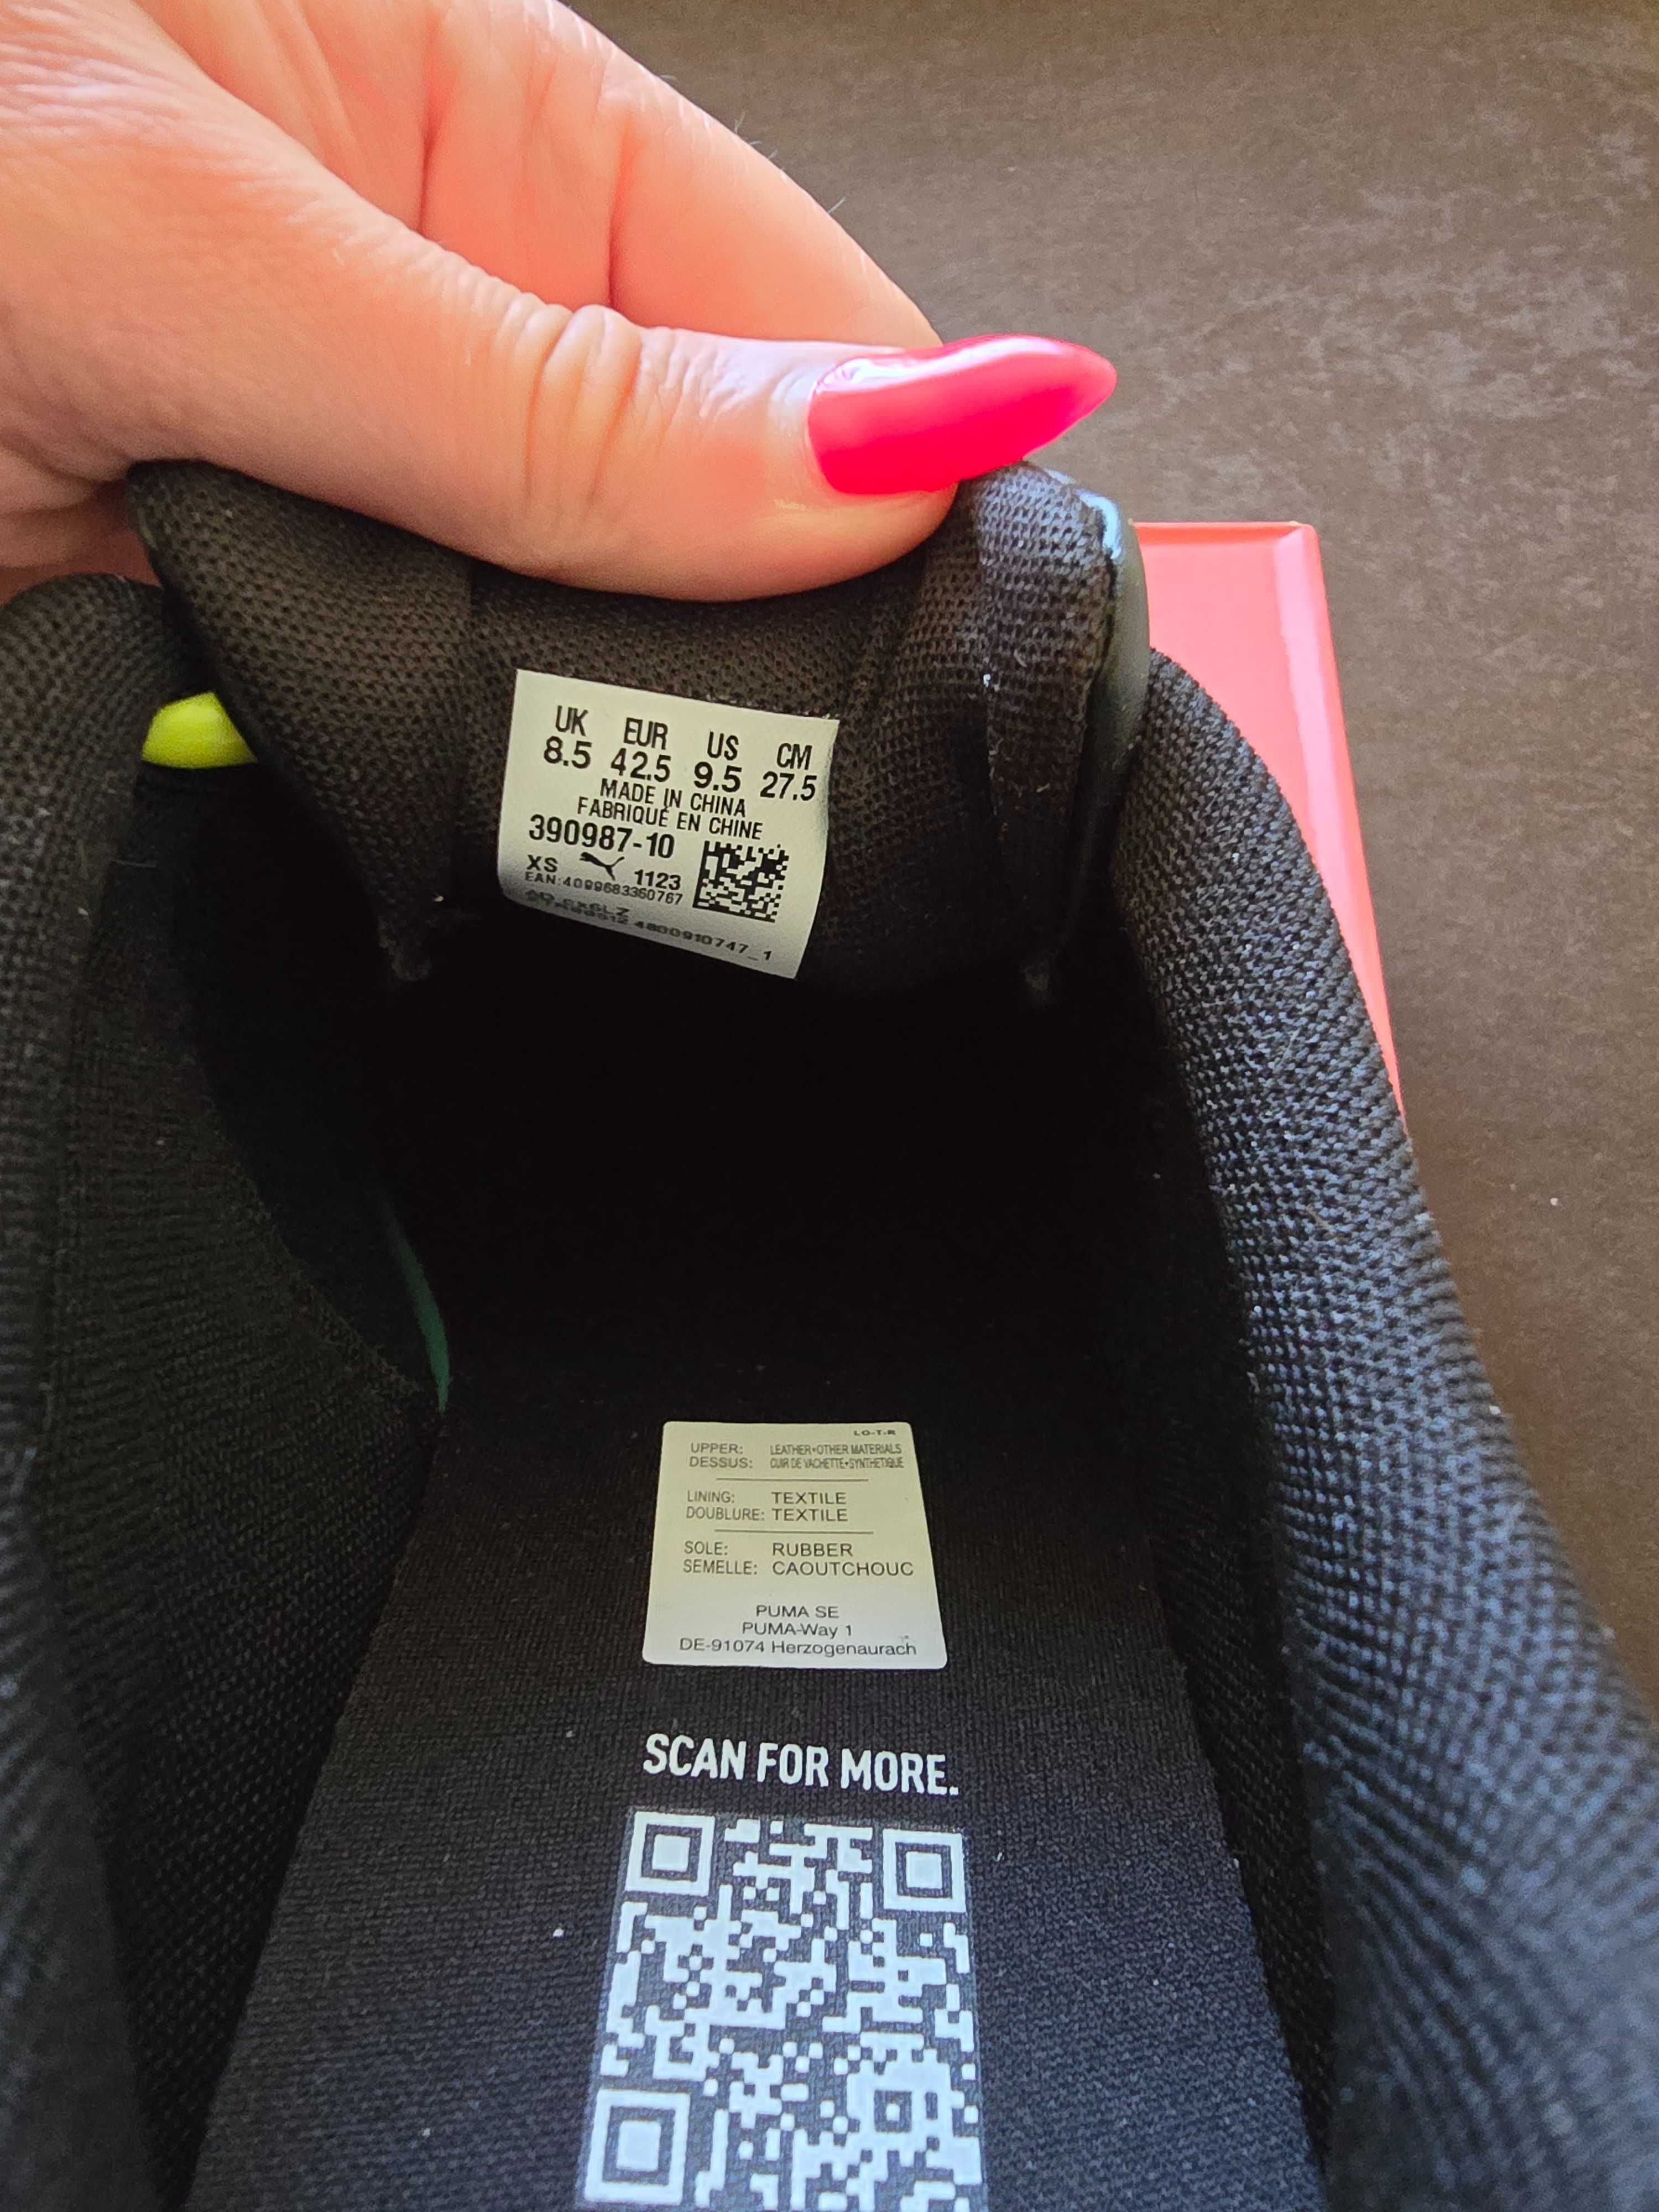 UK EUR US CM
8.5 42.5 9.5 27.5
MADE IN CHINA
FABRIQUÉ EN CHINE
390987-10
XS 1123
EAN:4099683360767
4800910747_1
LO-T-R
UPPER: LEATHER+OTHER MATERIALS
DESSUS: CUIR DE VACHETTE+SYNTHETIQUE
LINING: TEXTILE
DOUBLURE: TEXTILE
SOLE: RUBBER
SEMELLE: CAOUTCHOUC
PUMA SE
PUMA-Way 1
DE-91074 Herzogenaurach
SCAN FOR MORE.